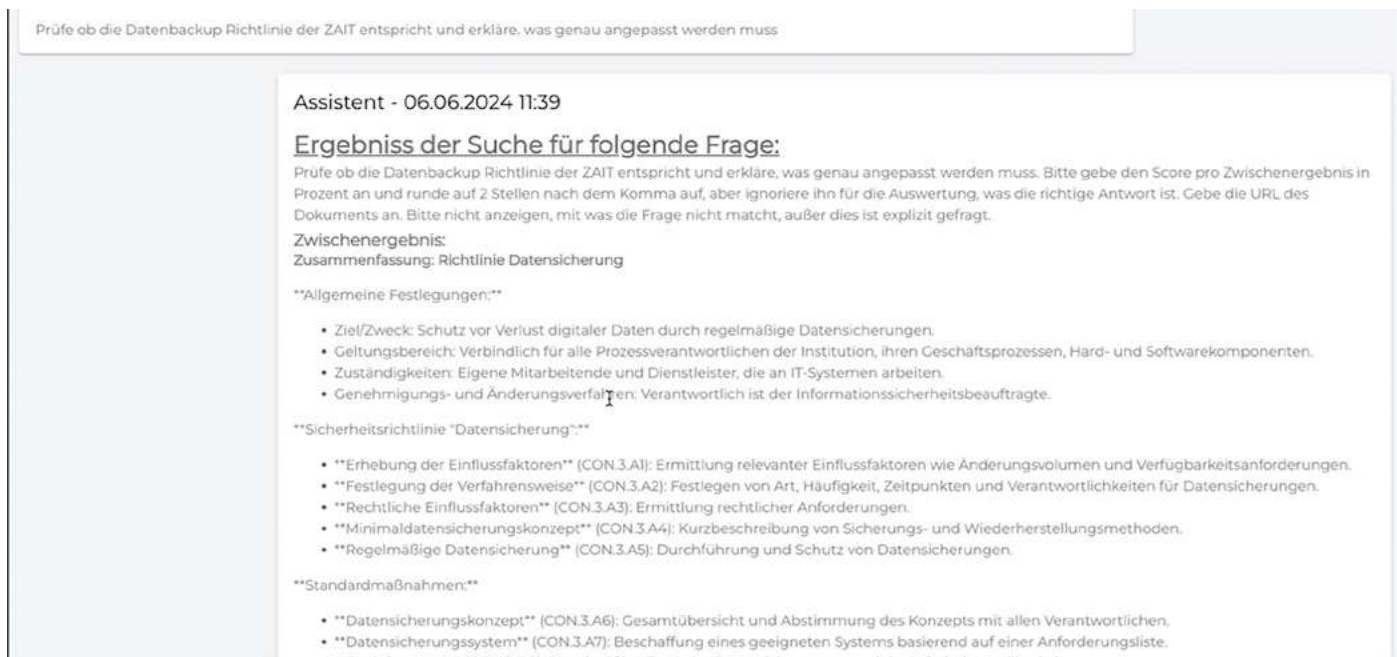 Prüfe ob die Datenbackup Richtlinie der ZAIT entspricht und erkläre. was genau angepasst werden muss
Assistent - 06.06.2024 11:39
Ergebniss der Suche für folgende Frage:
Prüfe ob die Datenbackup Richtlinie der ZAIT entspricht und erkläre, was genau angepasst werden muss. Bitte gebe den Score pro Zwischenergebnis in
Prozent an und runde auf 2 Stellen nach dem Komma auf, aber ignoriere ihn für die Auswertung, was die richtige Antwort ist. Gebe die URL des
Dokuments an. Bitte nicht anzeigen, mit was die Frage nicht matcht, außer dies ist explizit gefragt.
Zwischenergebnis:
Zusammenfassung: Richtlinie Datensicherung
**Allgemeine Festlegungen:**
• Ziel/Zweck: Schutz vor Verlust digitaler Daten durch regelmäßige Datensicherungen.
• Geltungsbereich: Verbindlich für alle Prozessverantwortlichen der Institution, ihren Geschäftsprozessen, Hard- und Softwarekomponenten.
• Zuständigkeiten: Eigene Mitarbeitende und Dienstleister, die an IT-Systemen arbeiten.
• Genehmigungs- und Änderungsverfahren: Verantwortlich ist der Informationssicherheitsbeauftragte.
**Sicherheitsrichtlinie "Datensicherung":**
• **Erhebung der Einflussfaktoren** (CON.3.A1): Ermittlung relevanter Einflussfaktoren wie Änderungsvolumen und Verfügbarkeitsanforderungen.
• **Festlegung der Verfahrensweise** (CON.3.A2): Festlegen von Art, Häufigkeit, Zeitpunkten und Verantwortlichkeiten für Datensicherungen.
• **Rechtliche Einflussfaktoren** (CON.3.A3): Ermittlung rechtlicher Anforderungen.
• **Minimaldatensicherungskonzept** (CON.3.A4): Kurzbeschreibung von Sicherungs- und Wiederherstellungsmethoden.
• **Regelmäßige Datensicherung** (CON.3.A5): Durchführung und Schutz von Datensicherungen.
**Standardmaßnahmen:**
• **Datensicherungskonzept** (CON.3.A6): Gesamtübersicht und Abstimmung des Konzepts mit allen Verantwortlichen.
• **Datensicherungssystem** (CON.3.A7): Beschaffung eines geeigneten Systems basierend auf einer Anforderungsliste.